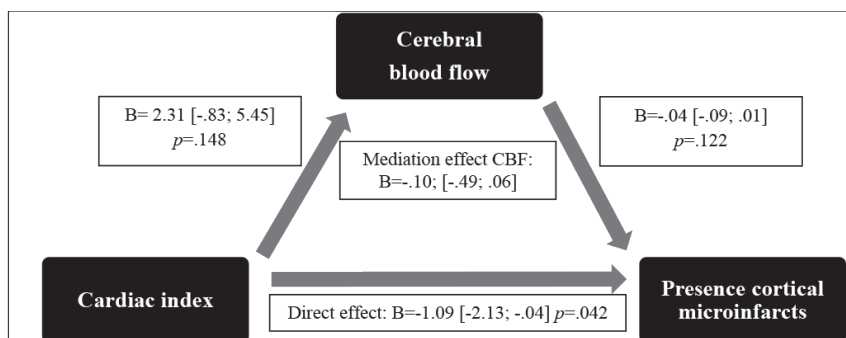 Cerebral
blood flow
B= 2.31 [-.83; 5.45]
p=.148
B=-.04 [-.09; .01]
p=.122
Mediation effect CBF:
B=-.10; [-.49; .06]
Cardiac index
Presence cortical
microinfarcts
Direct effect: B=-1.09 [-2.13; -.04] p=.042